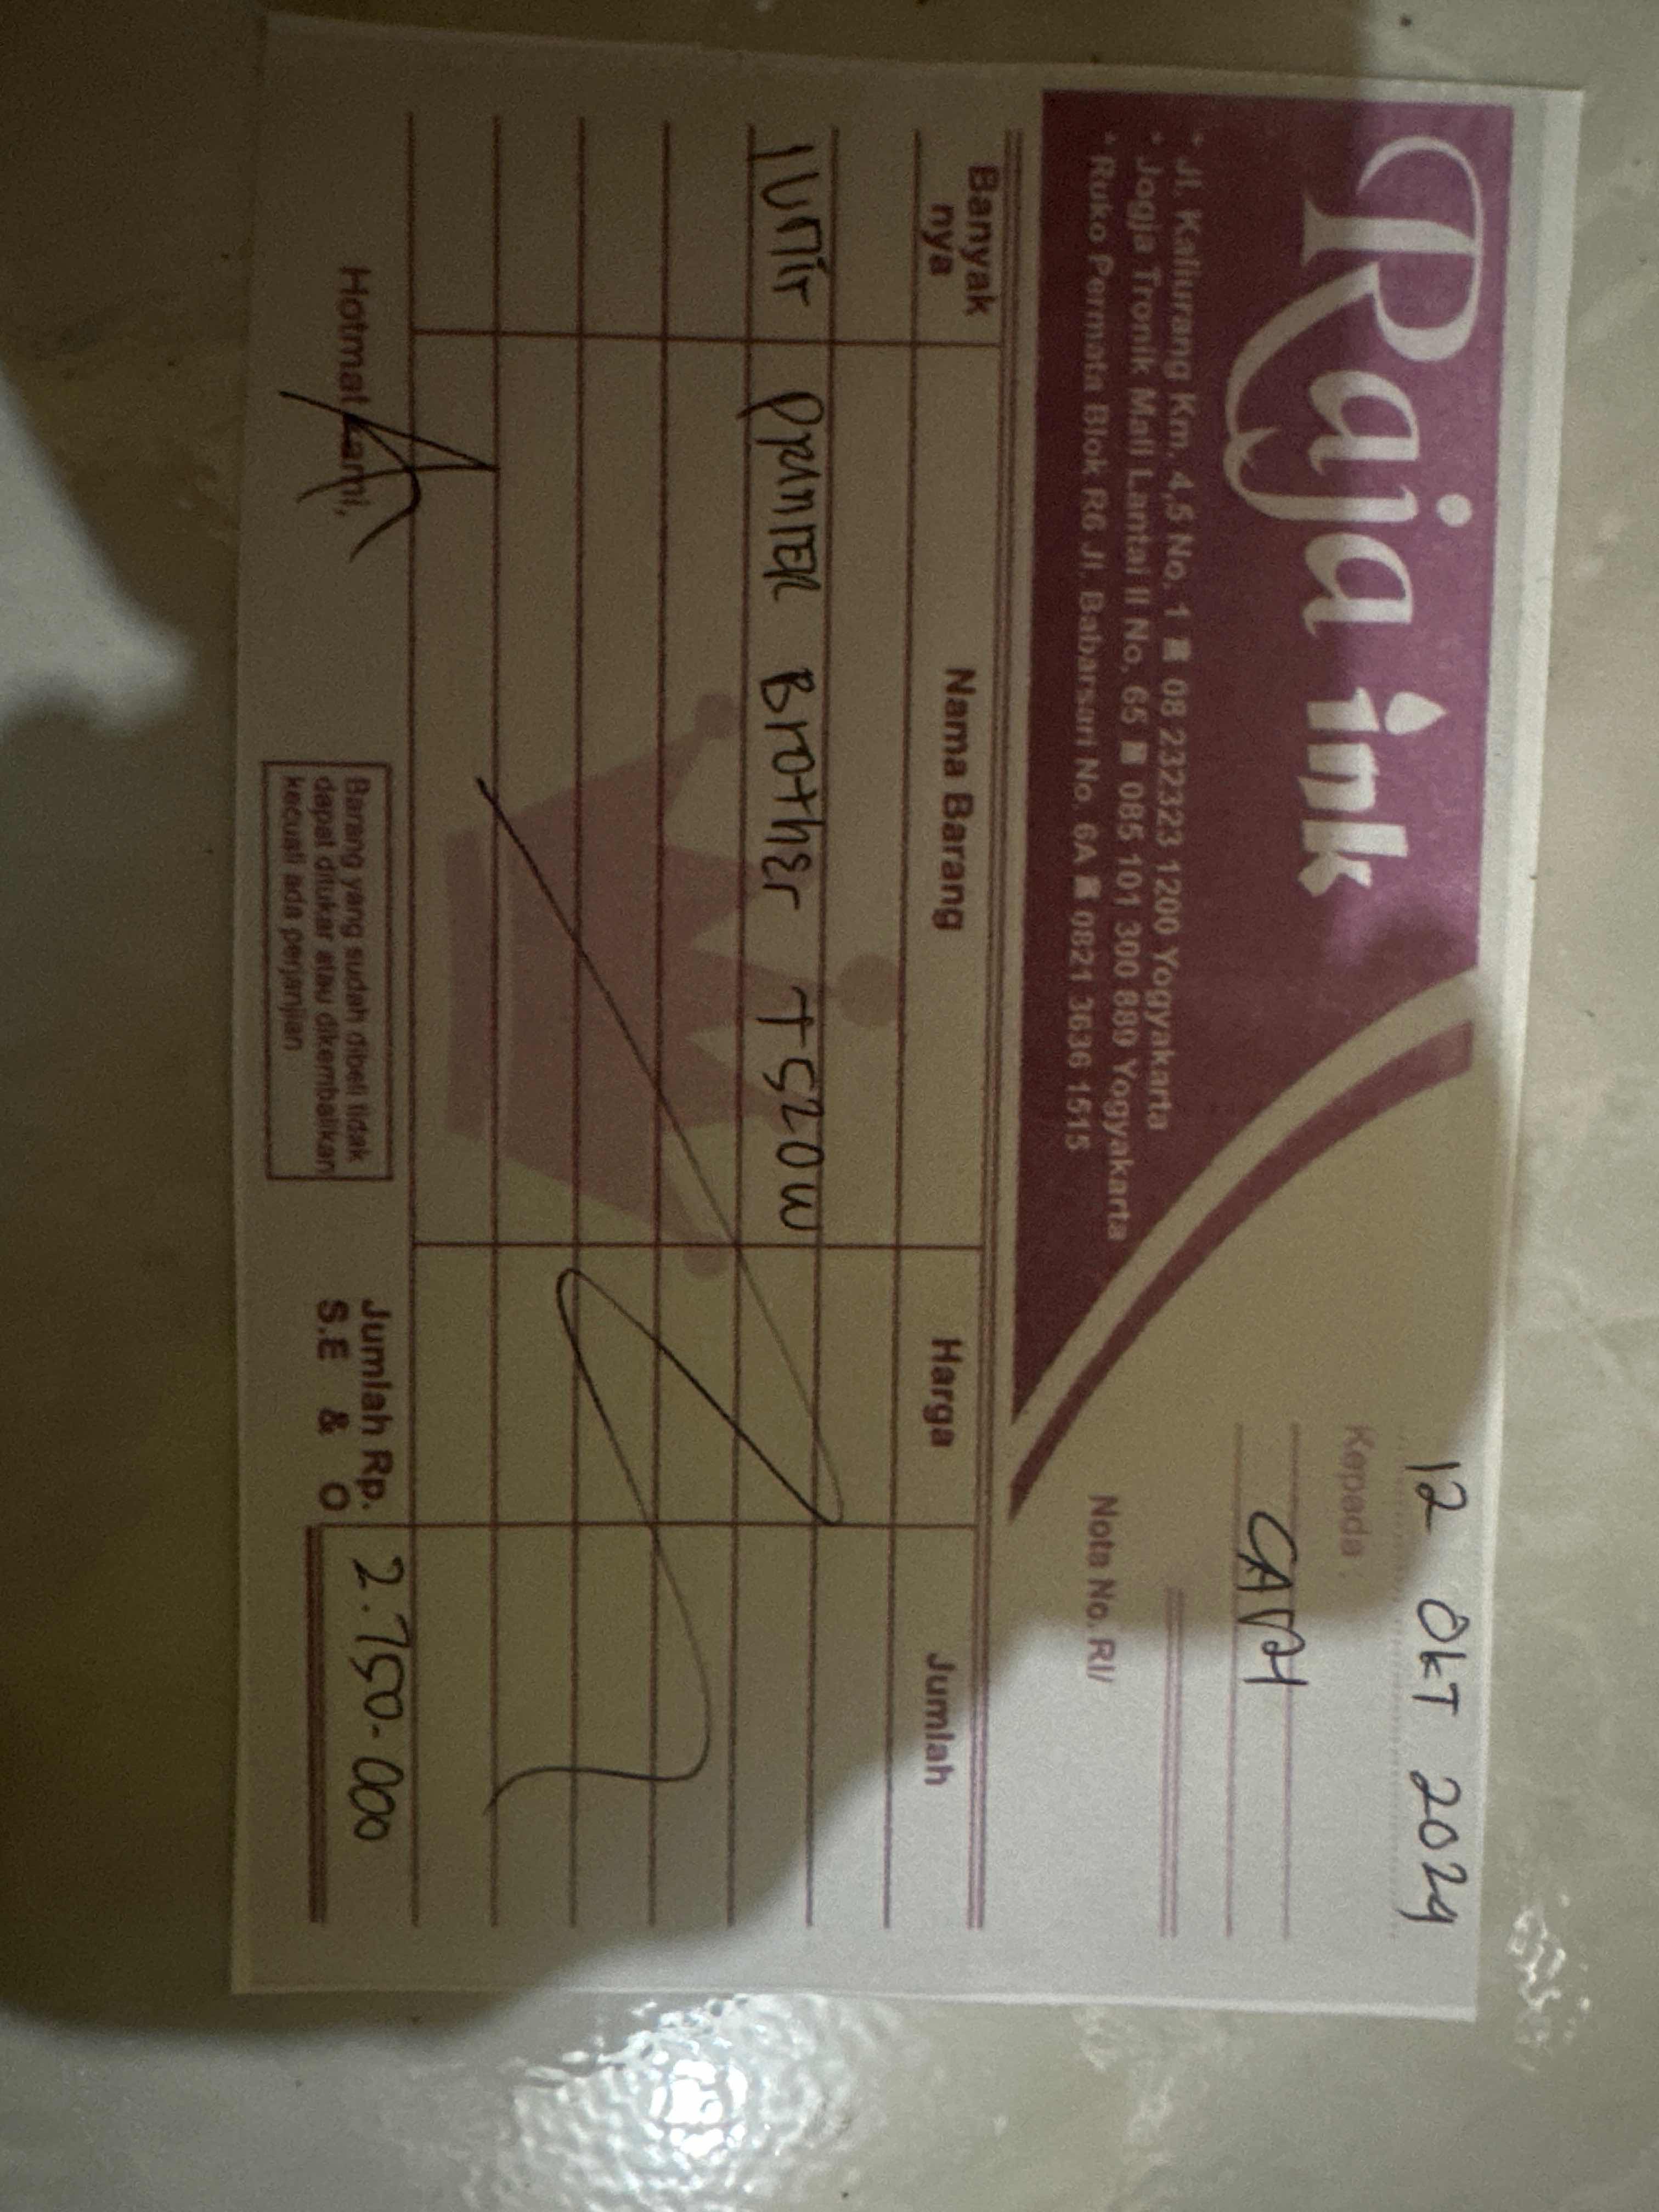 Raja ink
* Jl. Kaliurang Km. 4,5 No. 1 08 232323 1200 Yogyakarta
* Jogja Tronik Mall Lantai II No. 65 085 101 300 889 Yogyakarta
* Ruko Permata Blok R6 Jl. Babarsari No. 6A 0821 3636 1515
12 OKT 2024
Kepada :
Nota No. RI/
Banyak nya Nama Barang Harga Jumlah
1 UNIT PRINTER Brother T520W
Hotmat kami,
Barang yang sudah dibeli tidak
dapat ditukar atau dikembalikan
kecuali ada perjanjian
Jumlah Rp. 2.750.000
S.E & O